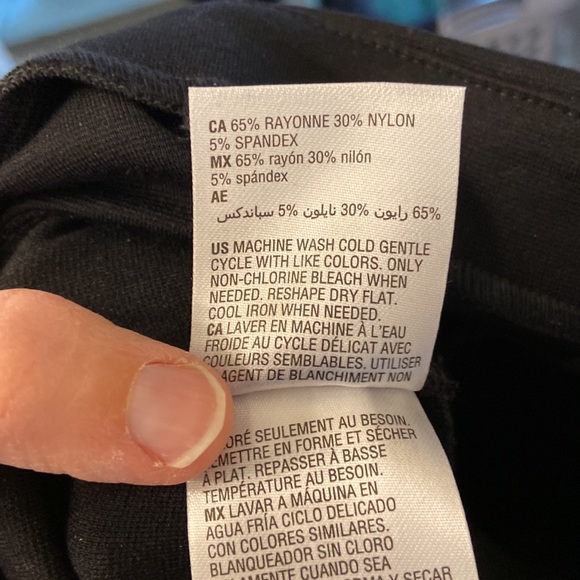 CA 65% RAYONNE 30% NYLON
5% SPANDEX
MX 65% rayón 30% nilón
5% spándex
AE
65% رايون 30% نايلون 5% سباندكس
US MACHINE WASH COLD GENTLE
CYCLE WITH LIKE COLORS. ONLY
NON-CHLORINE BLEACH WHEN
NEEDED. RESHAPE DRY FLAT.
COOL IRON WHEN NEEDED.
CA LAVER EN MACHINE À L'EAU
FROIDE AU CYCLE DÉLICAT AVEC
COULEURS SEMBLABLES. UTILISER
AGENT DE BLANCHIMENT NON
SEULEMENT AU BESOIN.
EN FORME ET SÉCHER
À PLAT. REPASSER À BASSE
TEMPÉRATURE AU BESOIN.
MX LAVAR A MÁQUINA EN
AGUA FRÍA CICLO DELICADO
CON COLORES SIMILARES.
BLANQUEADOR SIN CLORO
CUANDO SEA
Y SECAR